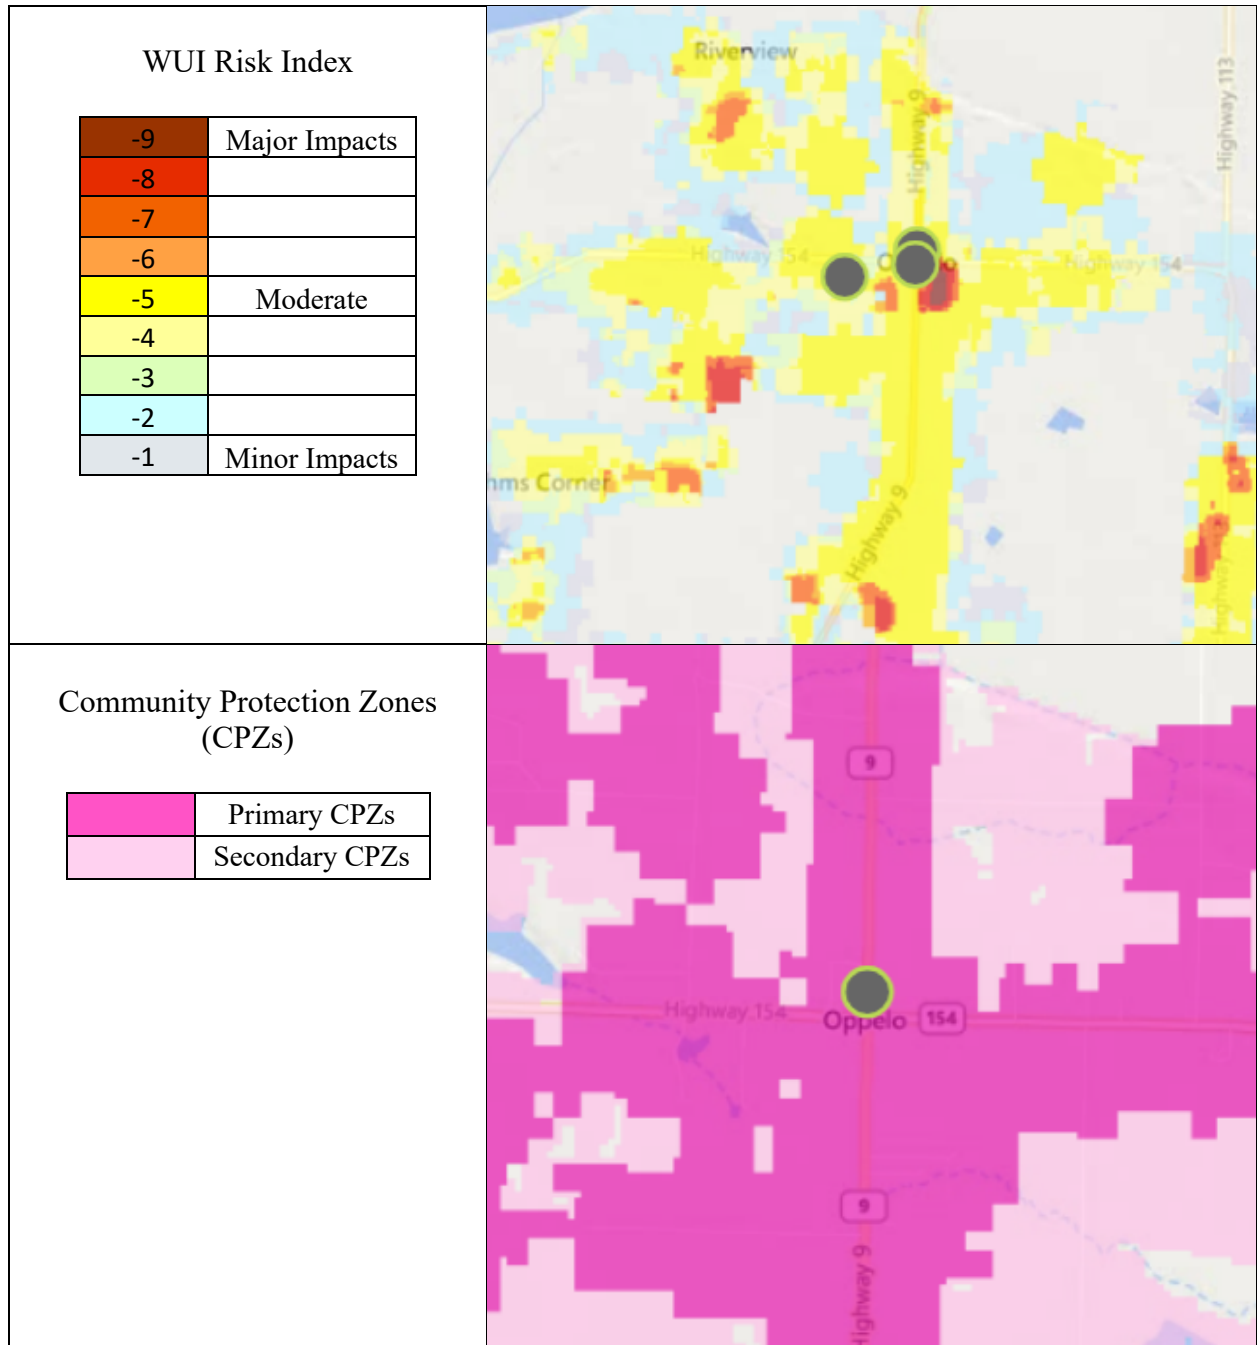 WUI Risk Index
-9 Major Impacts
-8
-7
-6
-5 Moderate
-4
-3
-2
-1 Minor Impacts
Riverview
Highway 9
Highway 113
Highway 154
Highway 154
hms Corner
Highway 9
Highway
Community Protection Zones
(CPZs)
Primary CPZs
Secondary CPZs
9
Highway 154
Oppelo
154
9
Highway 9